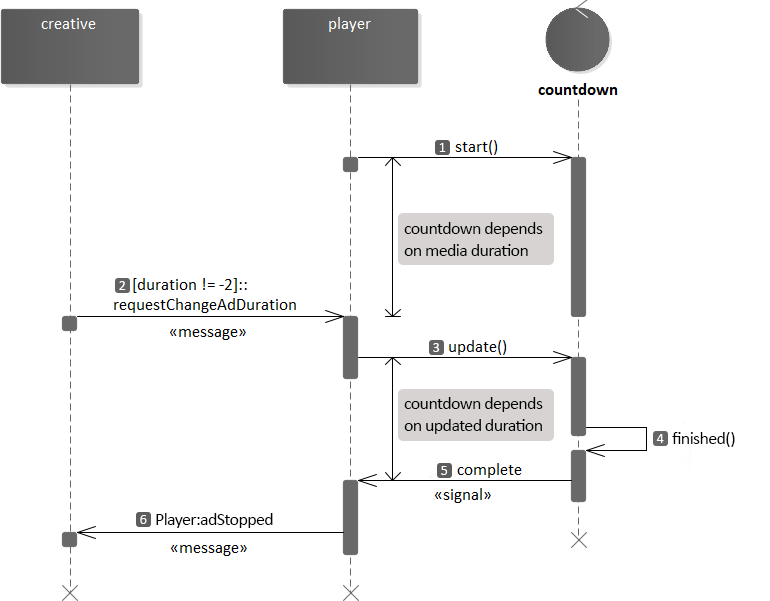 creative
player
countdown
1 start()
countdown depends
on media duration
2 [duration != -2]::
requestChangeAdDuration
«message»
3 update()
countdown depends
on updated duration
4 finished()
5 complete
«signal»
6 Player:adStopped
«message»